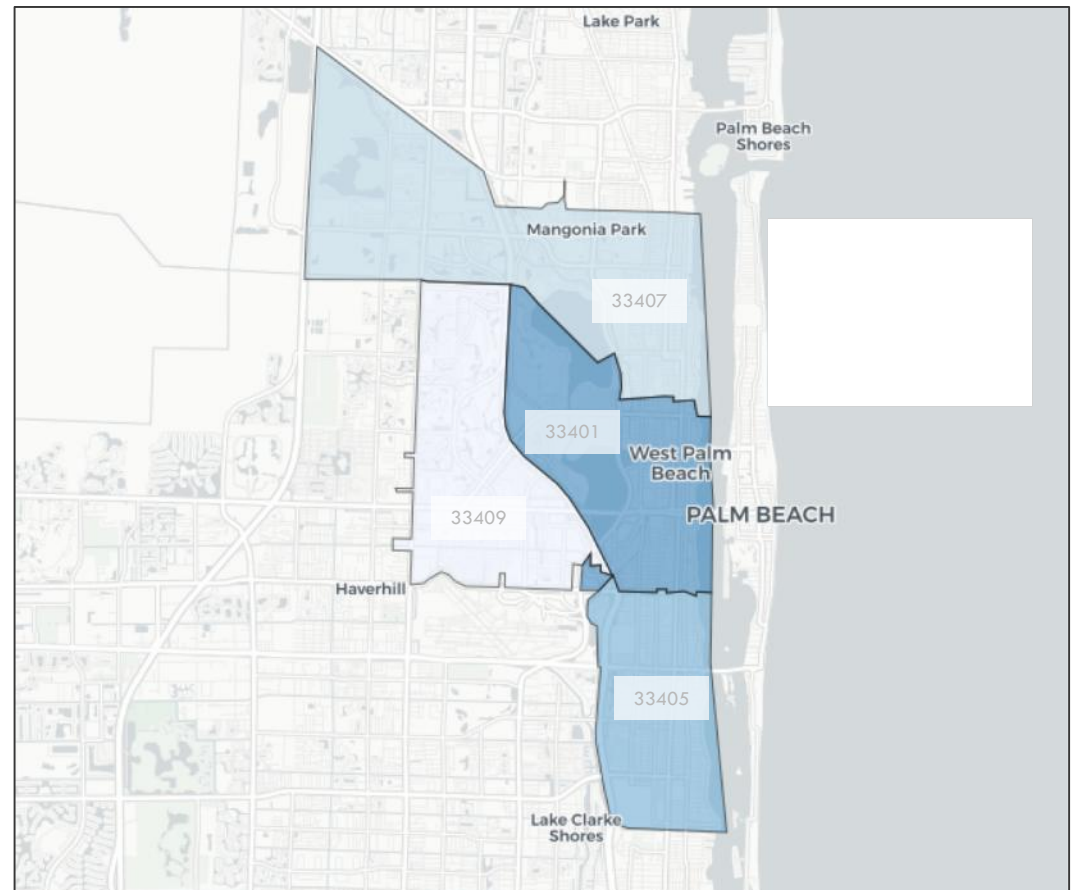 Lake Park
Palm Beach
Shores
Mangonia Park
33407
33401
West Palm
Beach
33409
PALM BEACH
Haverhill
33405
Lake Clarke
Shores